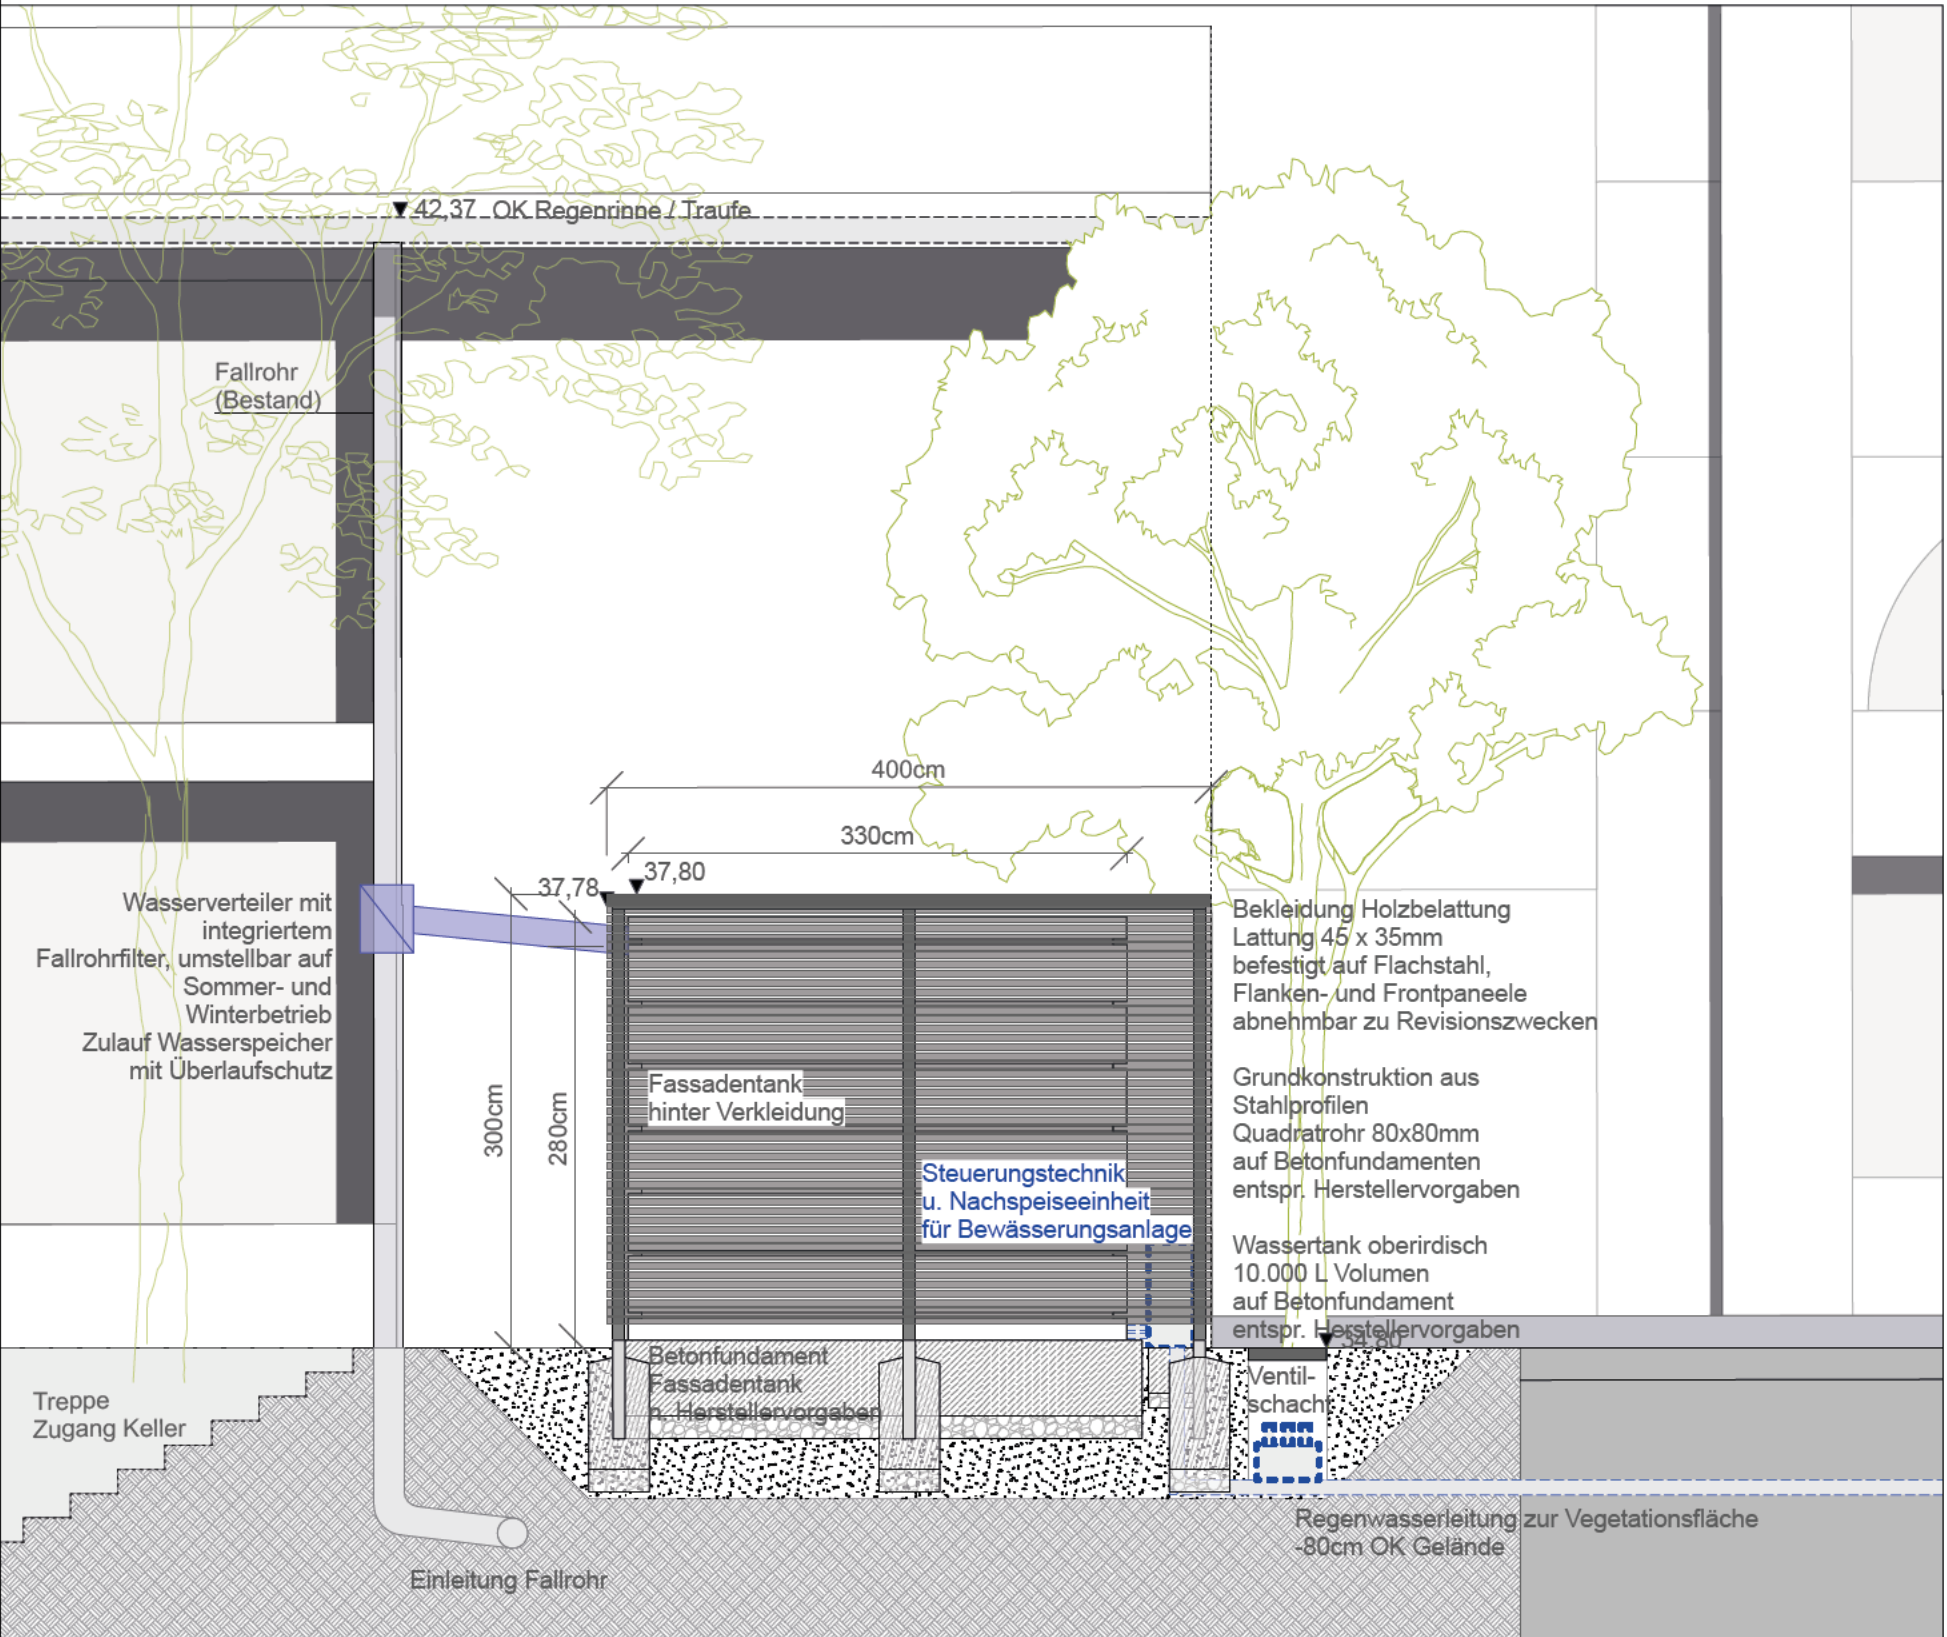 42,37 OK Regenrinne / Traufe
Fallrohr
(Bestand)
400cm
330cm
37,80
37,78
Wasserverteiler mit
integriertem
Fallrohrfilter, umstellbar auf
Sommer- und
Winterbetrieb
Zulauf Wasserspeicher
mit Überlaufschutz
300cm
280cm
Fassadentank
hinter Verkleidung
Steuerungstechnik
u. Nachspeiseeinheit
für Bewässerungsanlage
Bekleidung Holzbelattung
Lattung 45 x 35mm
befestigt auf Flachstahl,
Flanken- und Frontpaneele
abnehmbar zu Revisionszwecken
Grundkonstruktion aus
Stahlprofilen
Quadratrohr 80x80mm
auf Betonfundamenten
entspr. Herstellervorgaben
Wassertank oberirdisch
10.000 L Volumen
auf Betonfundament
entspr. Herstellervorgaben
34,80
Betonfundament
Fassadentank
n. Herstellervorgaben
Ventil-
schacht
Treppe
Zugang Keller
Regenwasserleitung zur Vegetationsfläche
-80cm OK Gelände
Einleitung Fallrohr